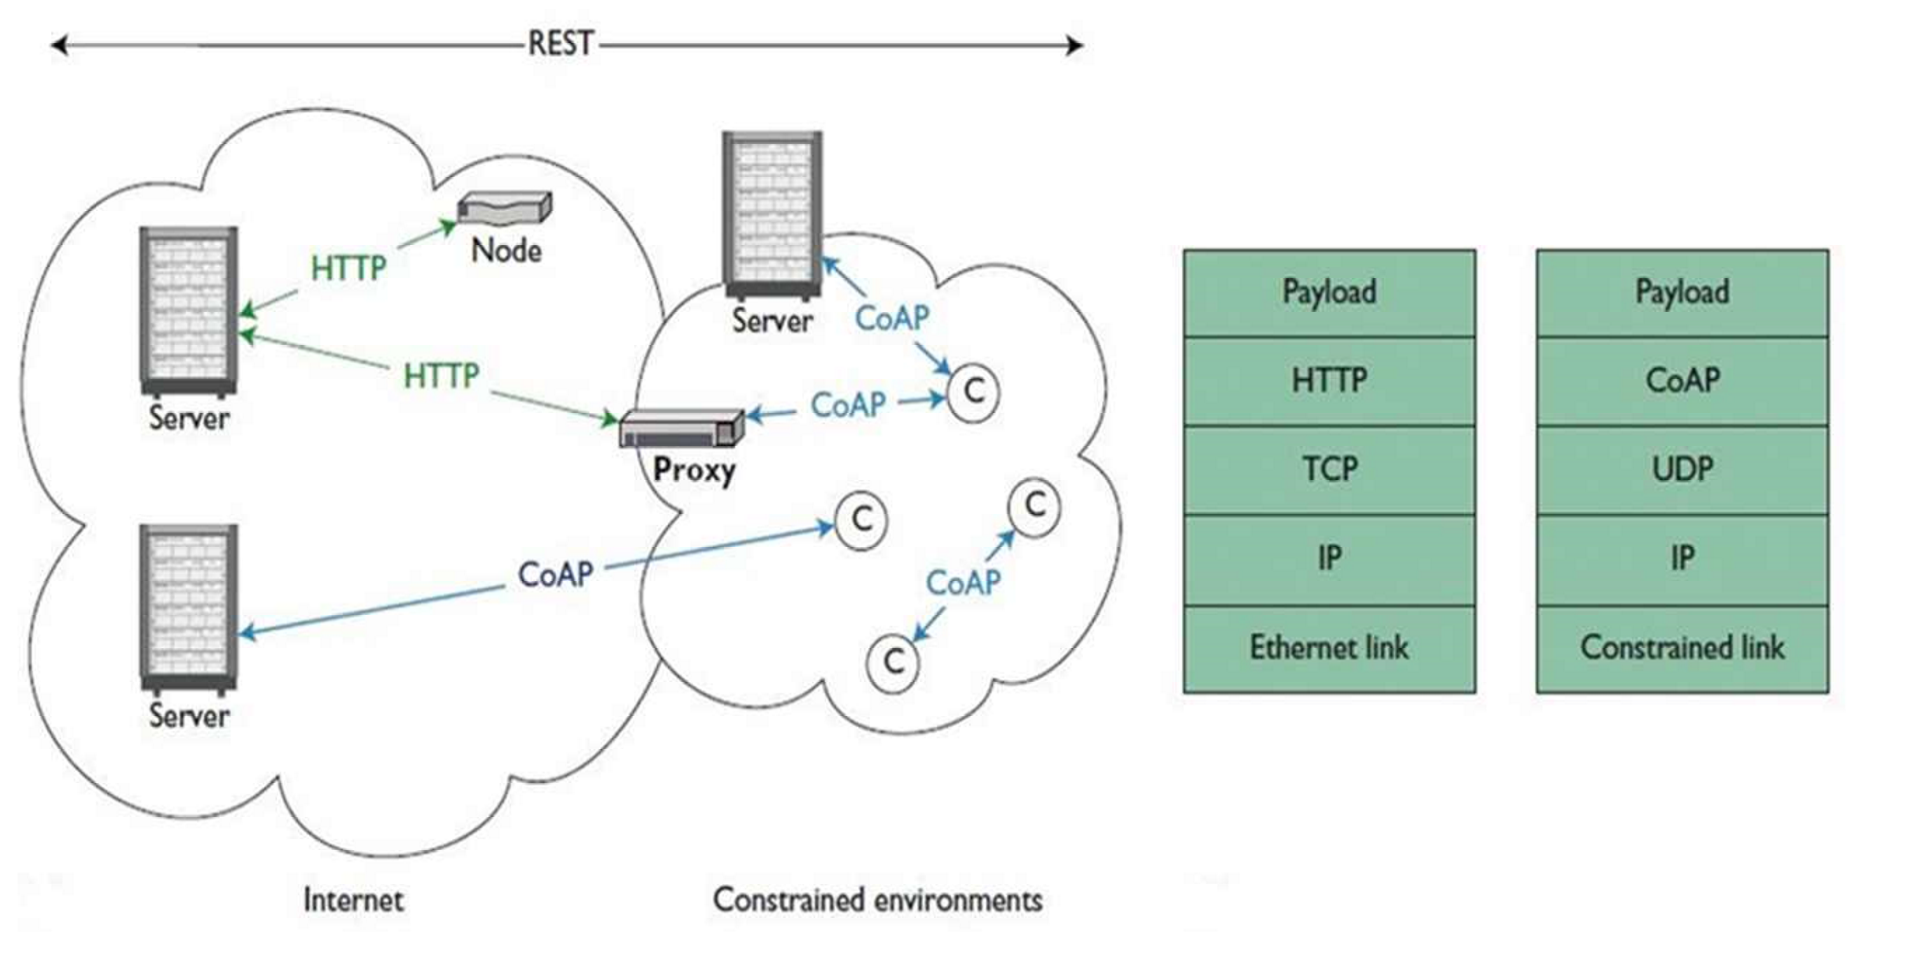 REST
Node
HTTP
Server
CoAP
HTTP
Server
CoAP
C
Proxy
C
C
CoAP
CoAP
C
Server
Internet
Constrained environments
Payload
HTTP
TCP
IP
Ethernet link
Payload
CoAP
UDP
IP
Constrained link